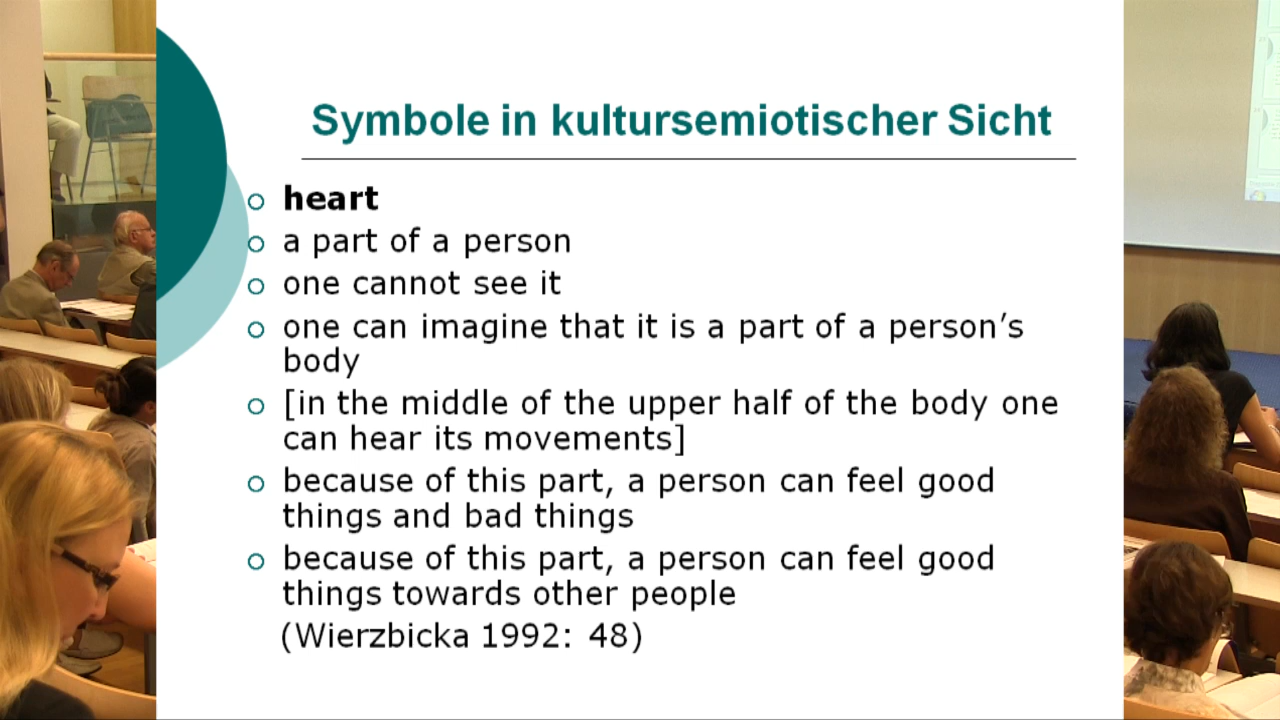 Symbole in kultursemiotischer Sicht
heart
a part of a person
one cannot see it
one can imagine that it is a part of a person’s
body
[in the middle of the upper half of the body one
can hear its movements]
because of this part, a person can feel good
things and bad things
because of this part, a person can feel good
things towards other people
(Wierzbicka 1992: 48)